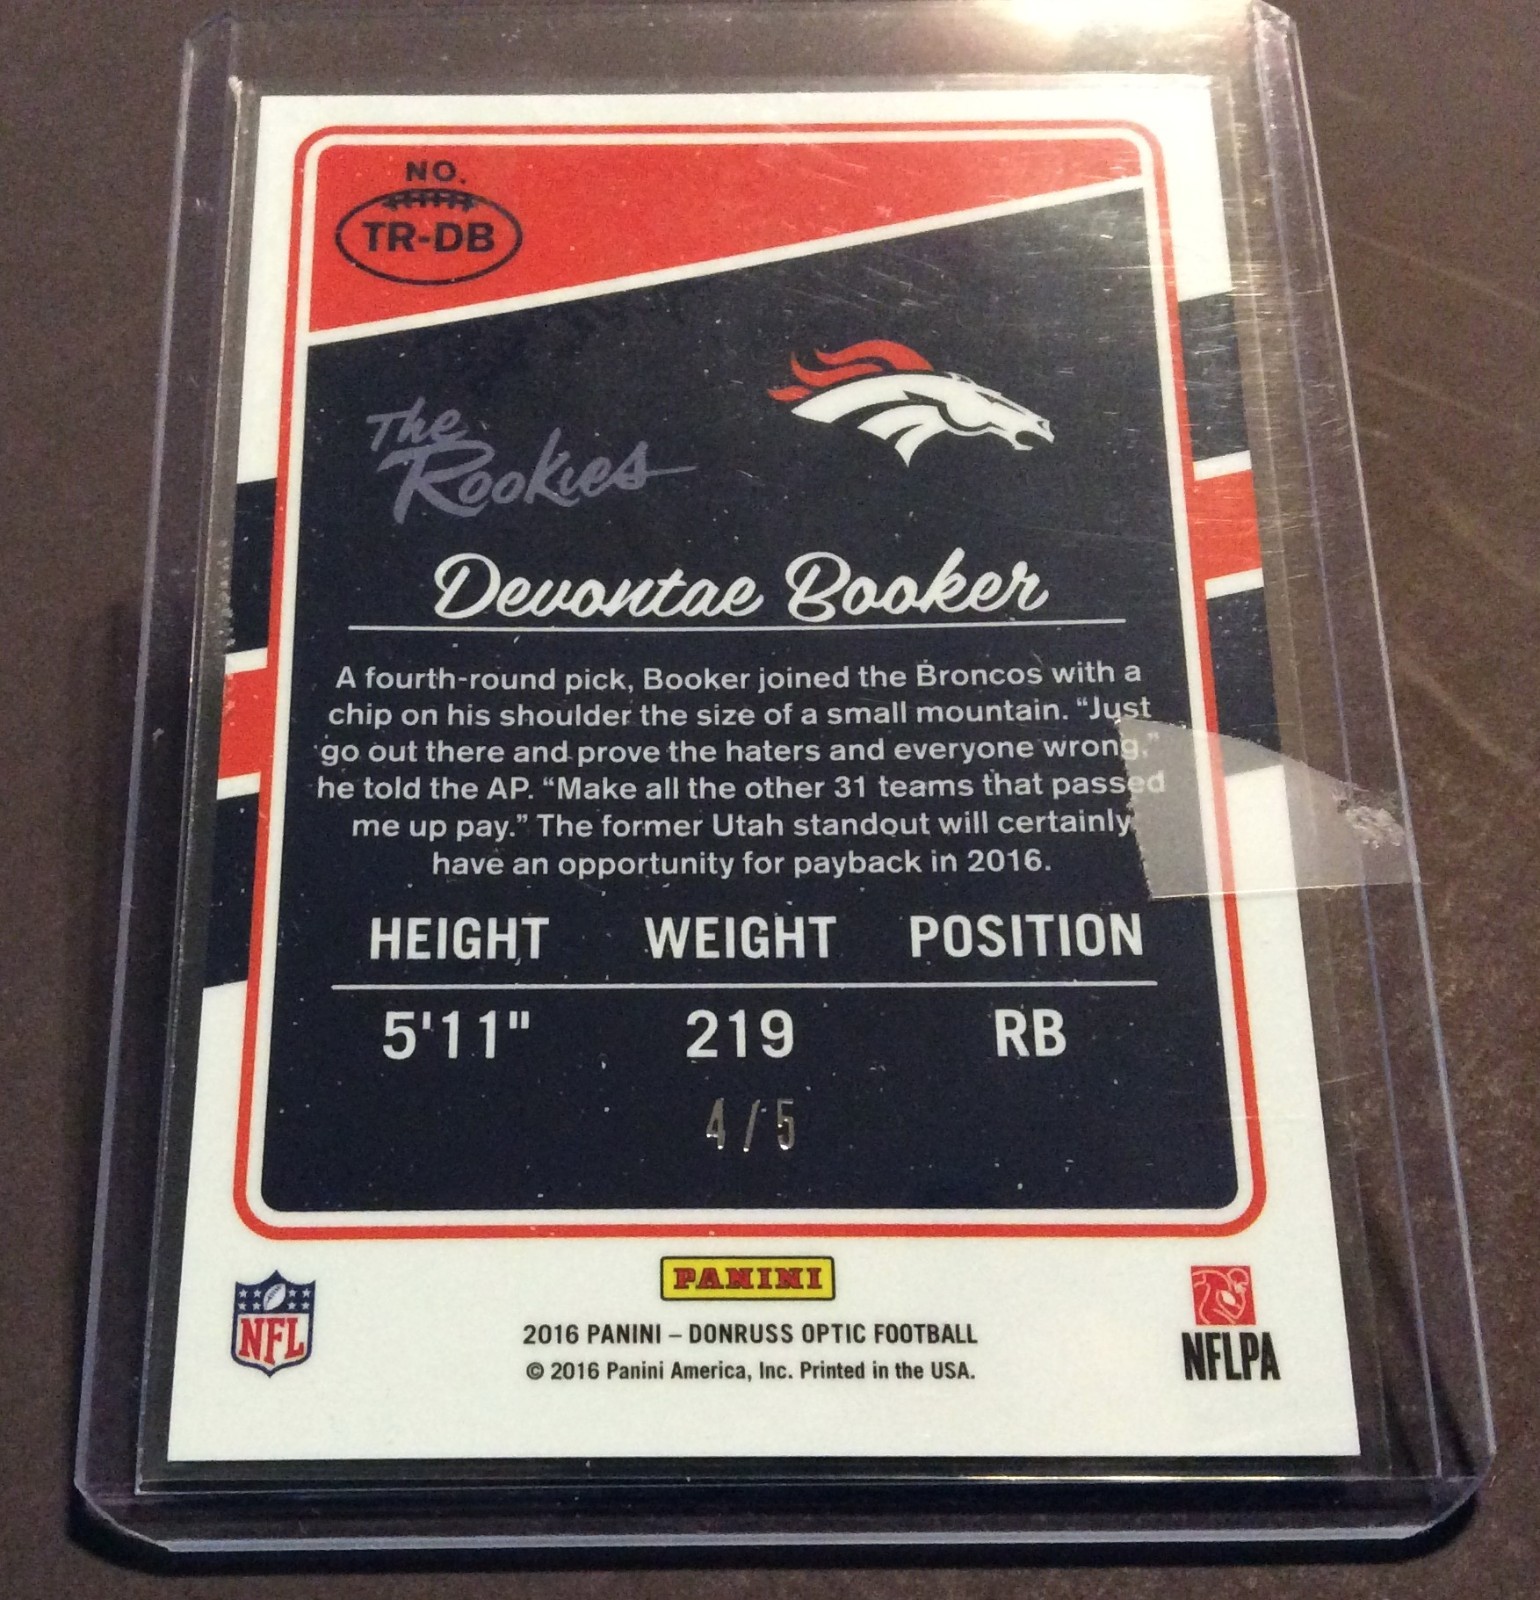 NO.
TR-DB
The
Rookies
Devontae Booker
A fourth-round pick, Booker joined the Broncos with a
chip on his shoulder the size of a small mountain. “Just
go out there and prove the haters and everyone wrong,”
he told the AP. “Make all the other 31 teams that passed
me up pay.” The former Utah standout will certainly
have an opportunity for payback in 2016.
HEIGHT WEIGHT POSITION
5'11" 219 RB
4/5
PANINI
NFL
2016 PANINI – DONRUSS OPTIC FOOTBALL
© 2016 Panini America, Inc. Printed in the USA.
NFLPA